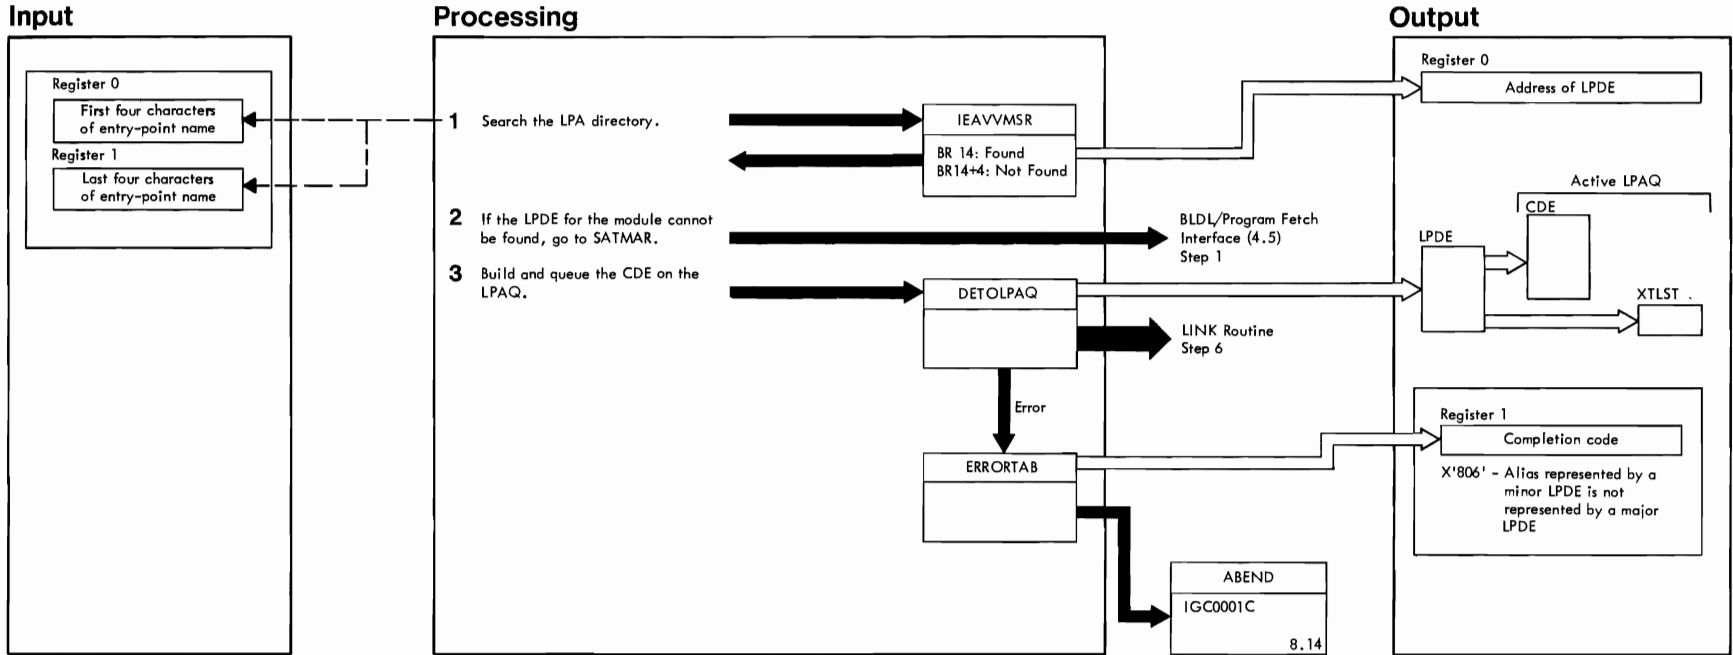 Input
Processing
Output
Register 0
First four characters
of entry-point name
Register 1
Last four characters
of entry-point name
1 Search the LPA directory.
IEAVVMSR
BR 14: Found
BR14+4: Not Found
2 If the LPDE for the module cannot
be found, go to SATMAR.
BLDL/Program Fetch
Interface (4.5)
Step 1
3 Build and queue the CDE on the
LPAQ.
DETOLPAQ
LINK Routine
Step 6
Error
ERRORTAB
ABEND
IGC0001C
8.14
Register 0
Address of LPDE
Active LPAQ
CDE
LPDE
XTLST
Register 1
Completion code
X'806' - Alias represented by a
minor LPDE is not
represented by a major
LPDE